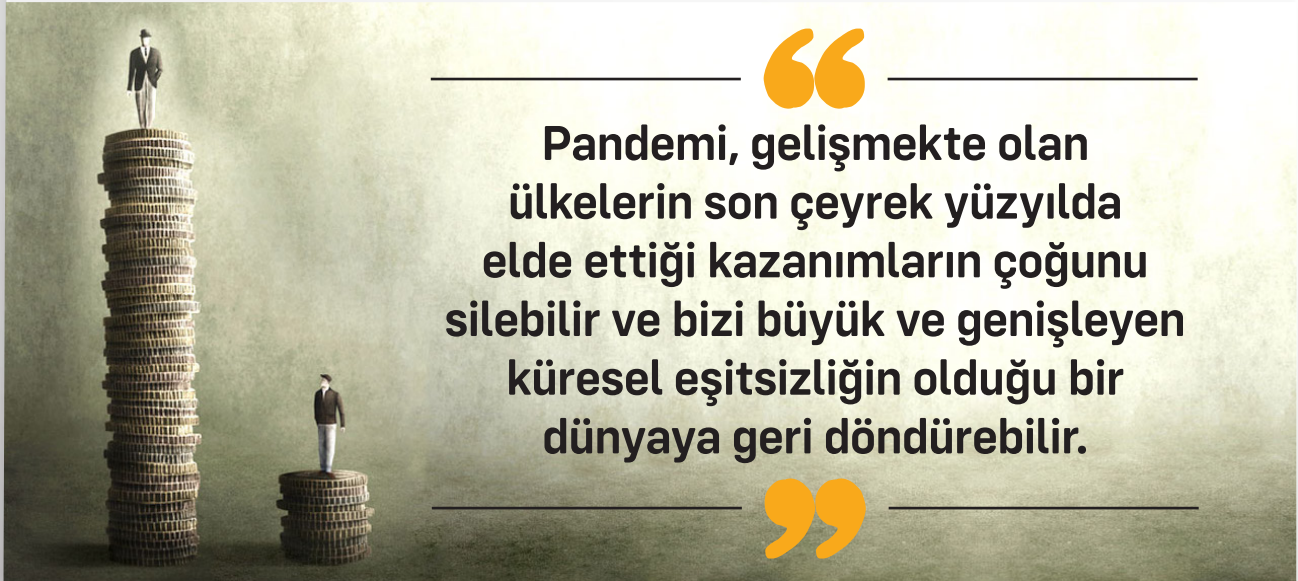 “
Pandemi, gelişmekte olan
ülkelerin son çeyrek yüzyılda
elde ettiği kazanımların çoğunu
silebilir ve bizi büyük ve genişleyen
küresel eşitsizliğin olduğu bir
dünyaya geri döndürebilir.
”